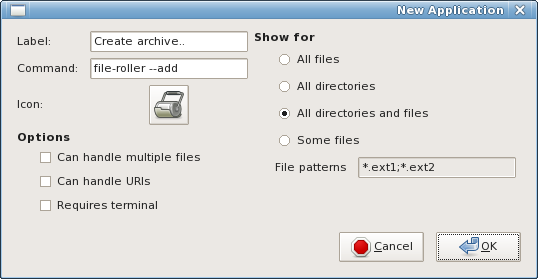 New Application
Label: Create archive..
Command: file-roller --add
Icon:
Options
Can handle multiple files
Can handle URIs
Requires terminal
Show for
All files
All directories
All directories and files
Some files
File patterns *.ext1;*.ext2
Cancel OK